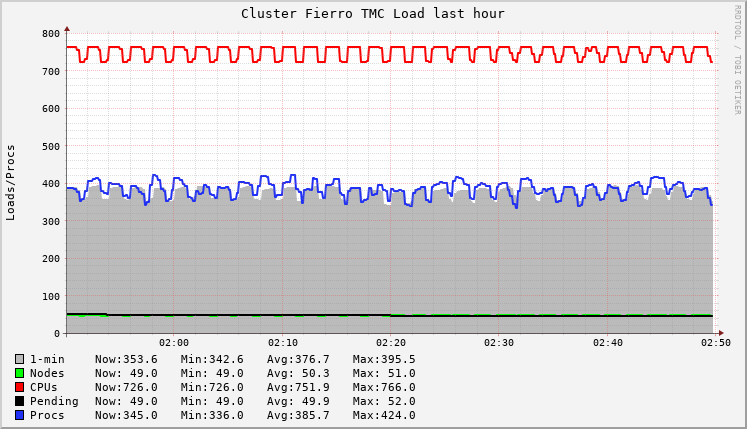 Cluster Fierro TMC Load last hour
RRDTOOL / TOBI OETIKER
Loads/Procs
800
700
600
500
400
300
200
100
0
02:00 02:10 02:20 02:30 02:40 02:50
1-min Now:353.6 Min:342.6 Avg:376.7 Max:395.5
Nodes Now: 49.0 Min: 49.0 Avg: 50.3 Max: 51.0
CPUs Now:726.0 Min:726.0 Avg:751.9 Max:766.0
Pending Now: 49.0 Min: 49.0 Avg: 49.9 Max: 52.0
Procs Now:345.0 Min:336.0 Avg:385.7 Max:424.0